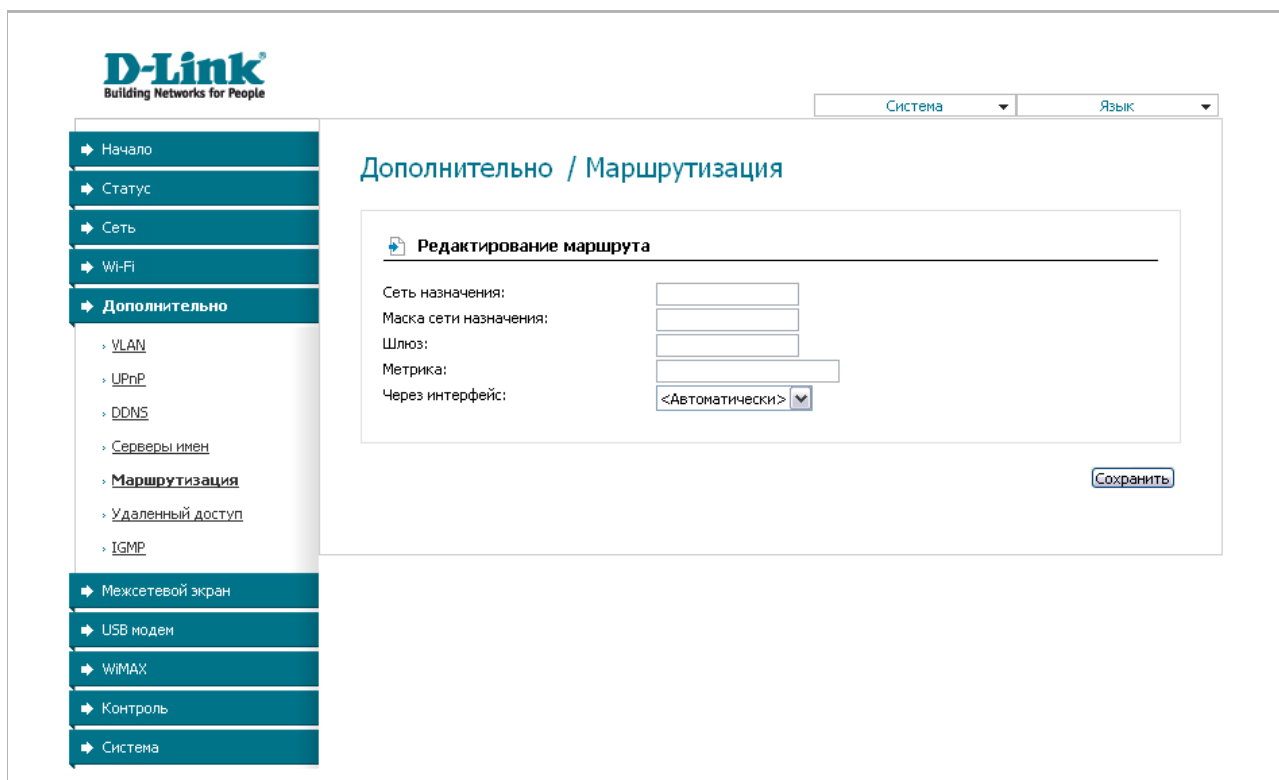 D-Link
Building Networks for People
Система Язык
Начало
Статус
Сеть
Wi-Fi
Дополнительно
VLAN
UPnP
DDNS
Серверы имен
Маршрутизация
Удаленный доступ
IGMP
Межсетевой экран
USB модем
WiMAX
Контроль
Система
Дополнительно / Маршрутизация
Редактирование маршрута
Сеть назначения:
Маска сети назначения:
Шлюз:
Метрика:
Через интерфейс: <Автоматически>
Сохранить